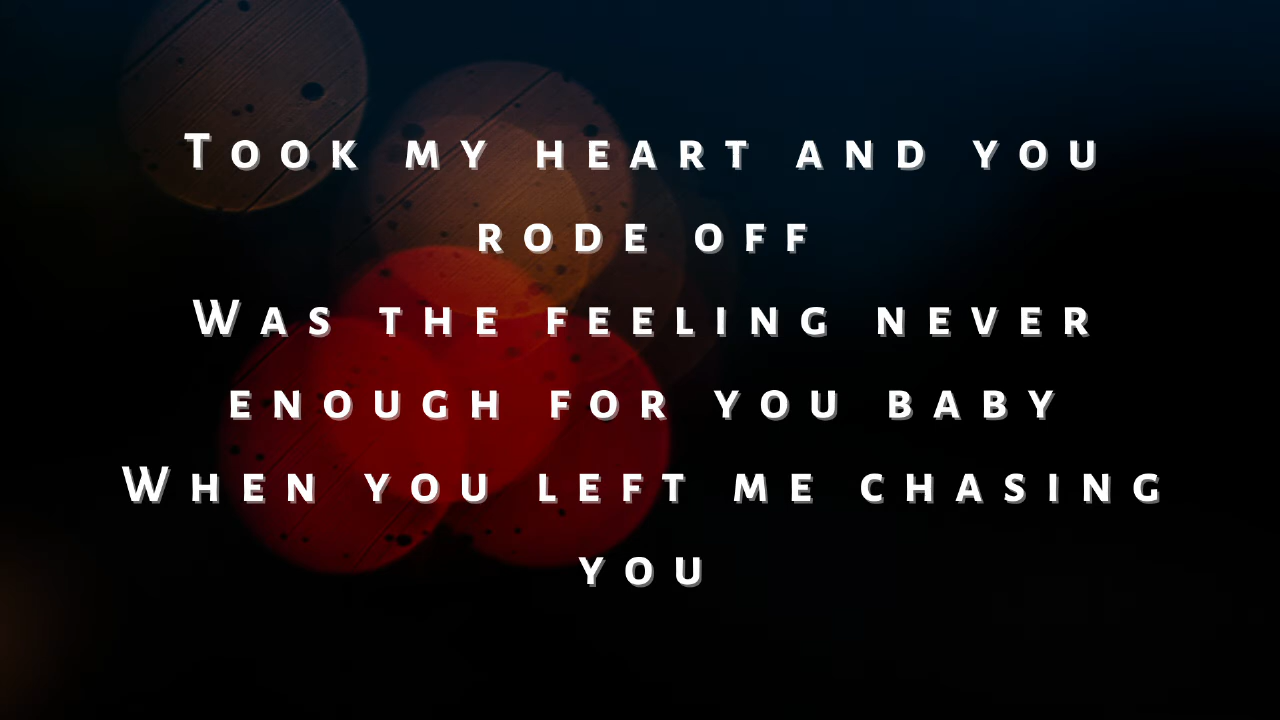 Took my heart and you
rode off
Was the feeling never
enough for you baby
When you left me chasing
you